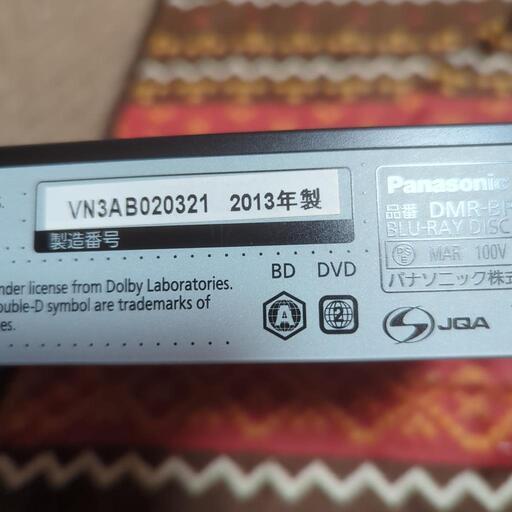 VN3AB020321 2013年製
製造番号
under license from Dolby Laboratories.
ouble-D symbol are trademarks of
es.
BD DVD
A 2
Panasonic
品番 DMR-B
BLU-RAY DISC
PS E MAR 100V
パナソニック株式
JQA